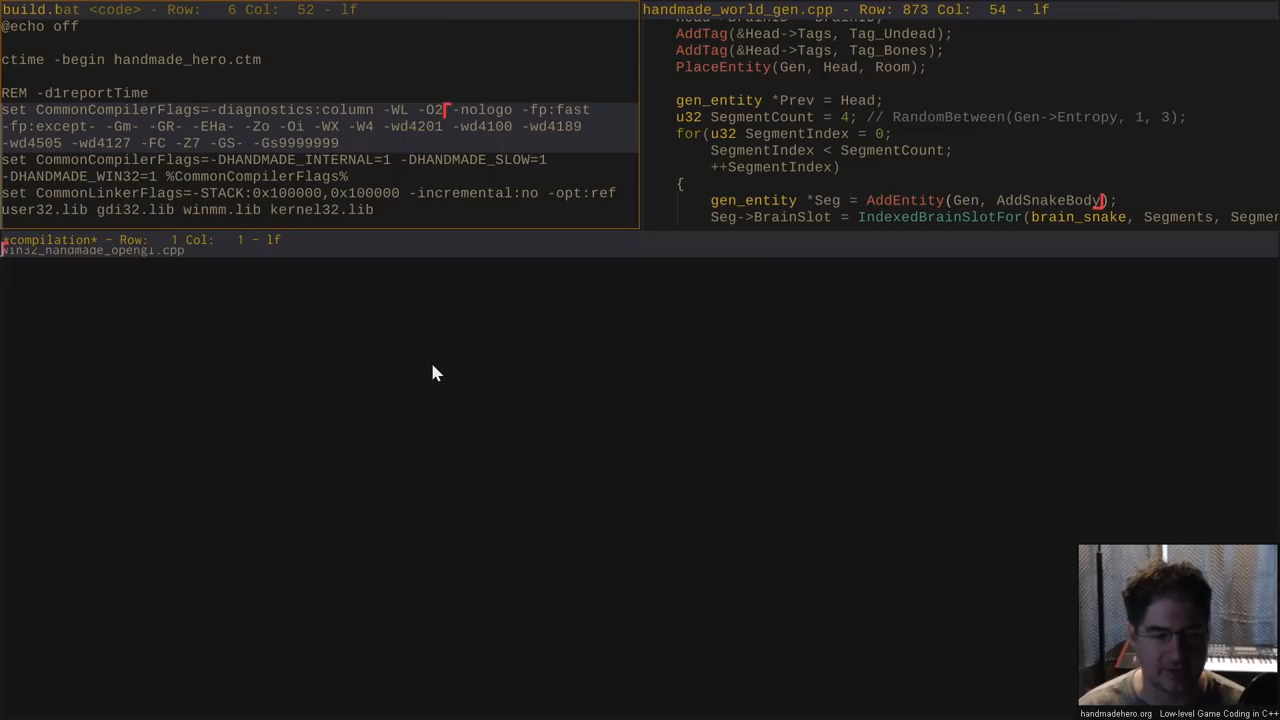 build.bat <code> - Row:   6 Col:  52 - lf
@echo off
ctime -begin handmade_hero.ctm
REM -d1reportTime
set CommonCompilerFlags=-diagnostics:column -WL -O2 -nologo -fp:fast
-fp:except- -Gm- -GR- -EHa- -Zo -Oi -WX -W4 -wd4201 -wd4100 -wd4189
-wd4505 -wd4127 -FC -Z7 -GS- -Gs9999999
set CommonCompilerFlags=-DHANDMADE_INTERNAL=1 -DHANDMADE_SLOW=1
-DHANDMADE_WIN32=1 %CommonCompilerFlags%
set CommonLinkerFlags=-STACK:0x100000,0x100000 -incremental:no -opt:ref
user32.lib gdi32.lib winmm.lib kernel32.lib
handmade_world_gen.cpp - Row: 873 Col:  54 - lf
AddTag(&Head->Tags, Tag_Undead);
AddTag(&Head->Tags, Tag_Bones);
PlaceEntity(Gen, Head, Room);
gen_entity *Prev = Head;
u32 SegmentCount = 4; // RandomBetween(Gen->Entropy, 1, 3);
for(u32 SegmentIndex = 0;
SegmentIndex < SegmentCount;
++SegmentIndex)
{
gen_entity *Seg = AddEntity(Gen, AddSnakeBody);
Seg->BrainSlot = IndexedBrainSlotFor(brain_snake, Segments, Segmen
*compilation* - Row:   1 Col:   1 - lf
win32_handmade_opengl.cpp
handmadehero.org   Low-level Game Coding in C++